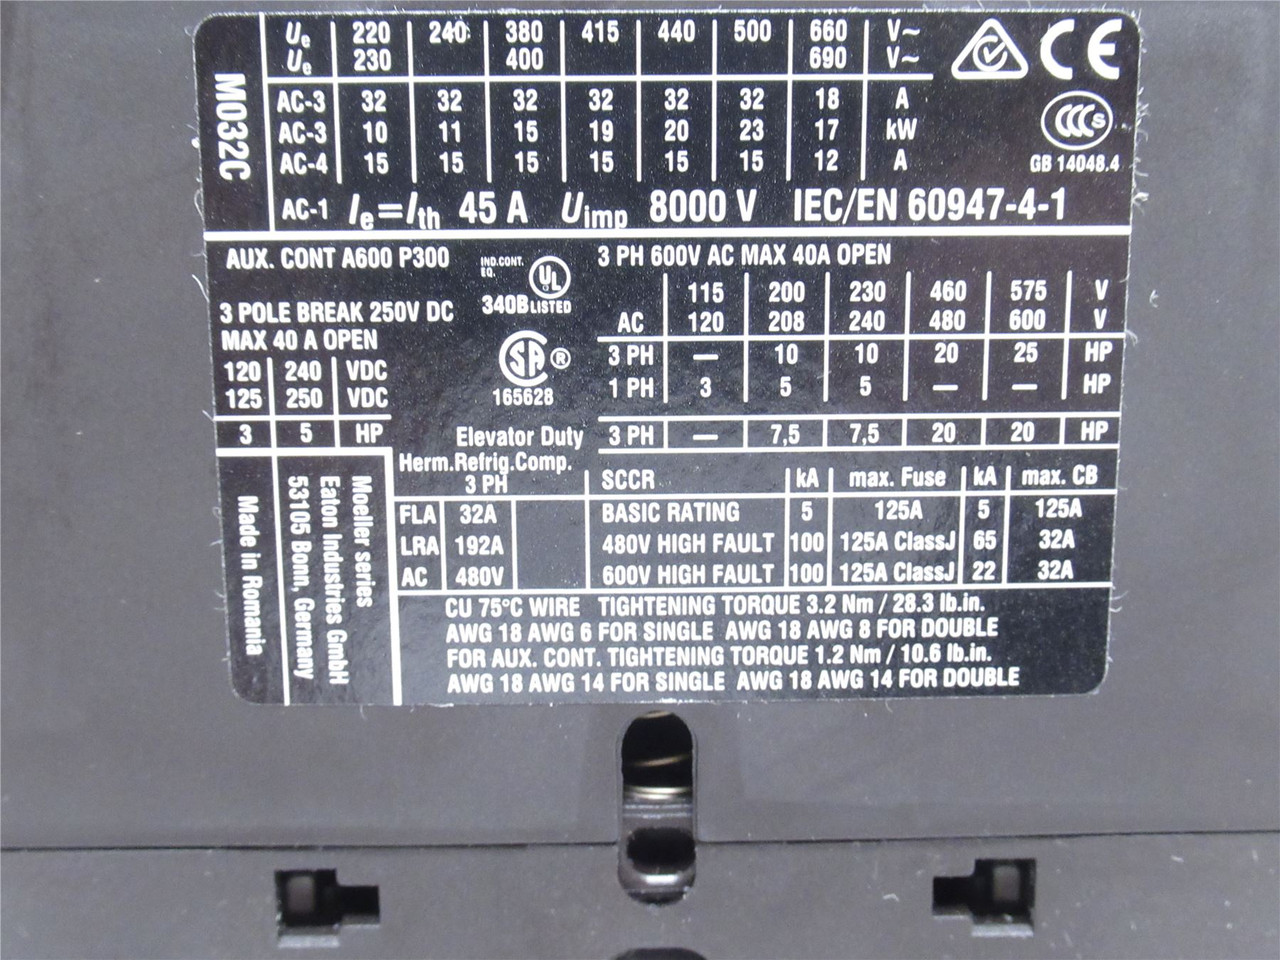 M032C
Ue 220 240 380 415 440 500 660 V~
Ue 230 400 690 V~
AC-3 32 32 32 32 32 32 18 A
AC-3 10 11 15 19 20 23 17 kW
AC-4 15 15 15 15 15 15 12 A
AC-1 Ie=Ith 45 A Uimp 8000 V IEC/EN 60947-4-1
CE
CCC S
GB 14048.4
AUX. CONT A600 P300
IND.CONT.
EQ.
340B
UL
LISTED
3 POLE BREAK 250V DC
MAX 40 A OPEN
120 240 VDC
125 250 VDC
3 5 HP
SA ®
165628
3 PH 600V AC MAX 40A OPEN
115 200 230 460 575 V
AC 120 208 240 480 600 V
3 PH — 10 10 20 25 HP
1 PH 3 5 5 — — HP
Elevator Duty 3 PH — 7,5 7,5 20 20 HP
Herm.Refrig.Comp.
3 PH
FLA 32A
LRA 192A
AC 480V
SCCR kA max. Fuse kA max. CB
BASIC RATING 5 125A 5 125A
480V HIGH FAULT 100 125A ClassJ 65 32A
600V HIGH FAULT 100 125A ClassJ 22 32A
CU 75°C WIRE TIGHTENING TORQUE 3.2 Nm / 28.3 lb.in.
AWG 18 AWG 6 FOR SINGLE AWG 18 AWG 8 FOR DOUBLE
FOR AUX. CONT. TIGHTENING TORQUE 1.2 Nm / 10.6 lb.in.
AWG 18 AWG 14 FOR SINGLE AWG 18 AWG 14 FOR DOUBLE
Moeller series
Eaton Industries GmbH
53105 Bonn, Germany
Made in Romania